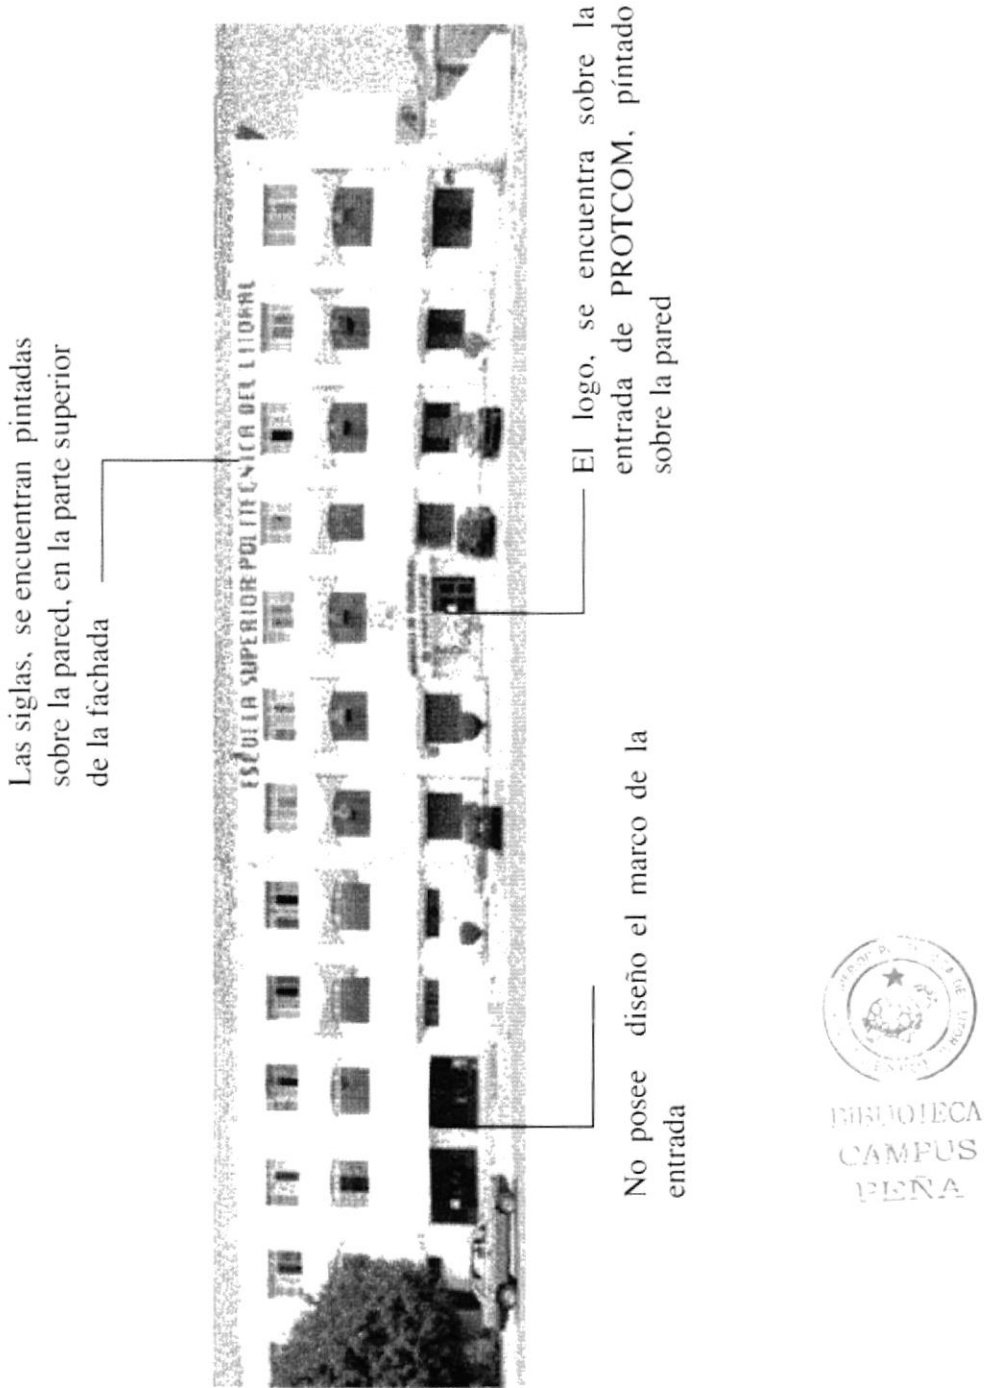 Las siglas, se encuentran pintadas
sobre la pared, en la parte superior
de la fachada
ESCUELA SUPERIOR POLITECNICA DEL LITORAL
El logo, se encuentra sobre la
entrada de PROTCOM, pintado
sobre la pared
No posee diseño el marco de la
entrada
BIBLIOTECA
CAMPUS
PEÑA